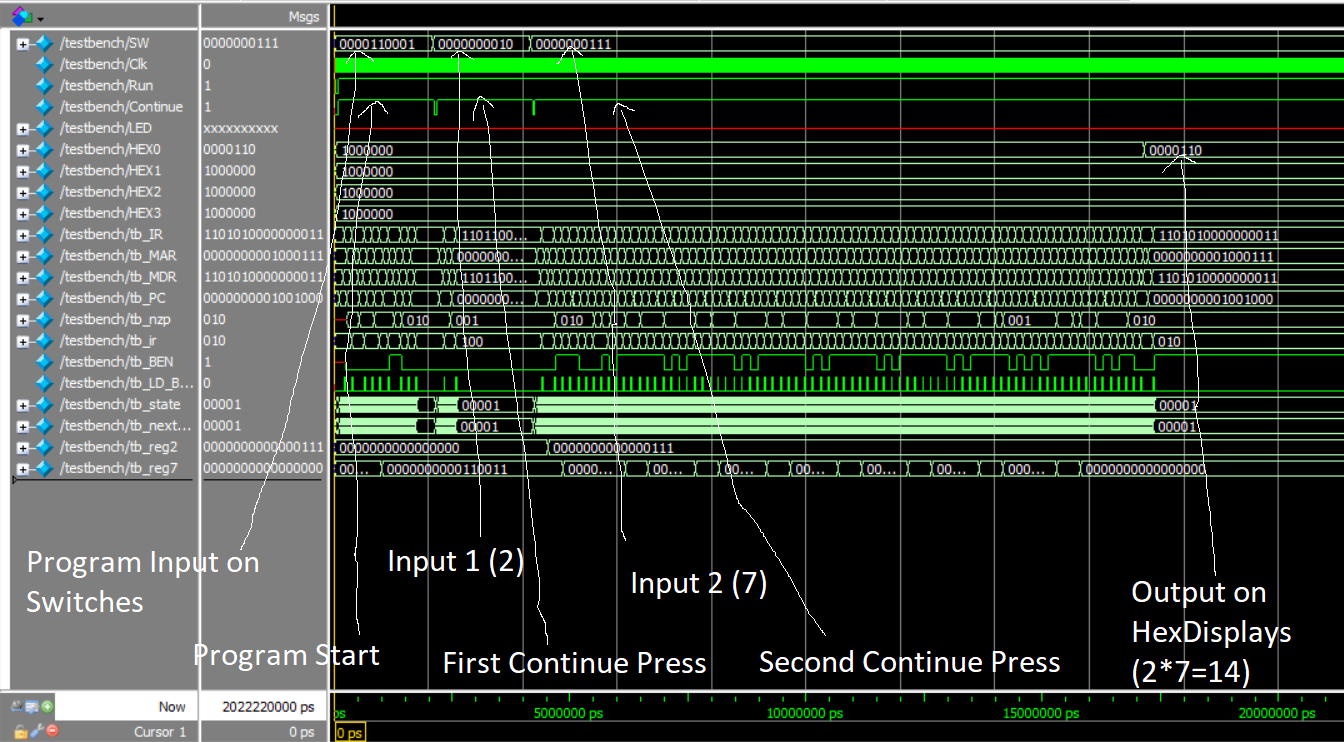 Msgs
/testbench/SW 0000000111 0000110001 0000000010 0000000111
/testbench/Clk 0
/testbench/Run 1
/testbench/Continue 1
/testbench/LED xxxxxxxxxx
/testbench/HEX0 0000110 1000000 0000110
/testbench/HEX1 1000000 1000000
/testbench/HEX2 1000000 1000000
/testbench/HEX3 1000000 1000000
/testbench/tb_IR 1101010000000011 1101100... 1101010000000011
/testbench/tb_MAR 0000000001000111 0000000... 0000000001000111
/testbench/tb_MDR 1101010000000011 1101100... 1101010000000011
/testbench/tb_PC 0000000001001000 0000000... 0000000001001000
/testbench/tb_nzp 010 010 001 010 001 010
/testbench/tb_ir 010 100 010
/testbench/tb_BEN 1
/testbench/tb_LD_B... 0
/testbench/tb_state 00001 00001 00001
/testbench/tb_next... 00001 00001 00001
/testbench/tb_reg2 0000000000000111 0000000000000000 0000000000000111
/testbench/tb_reg7 0000000000000000 00... 0000000000110011 0000... 00... 00... 00... 00... 00... 000... 0000000000000000
Program Input on
Switches
Input 1 (2)
Input 2 (7)
Output on
HexDisplays
(2*7=14)
Program Start
First Continue Press
Second Continue Press
Now 2022220000 ps ps 5000000 ps 10000000 ps 15000000 ps 20000000 ps
Cursor 1 0 ps 0 ps